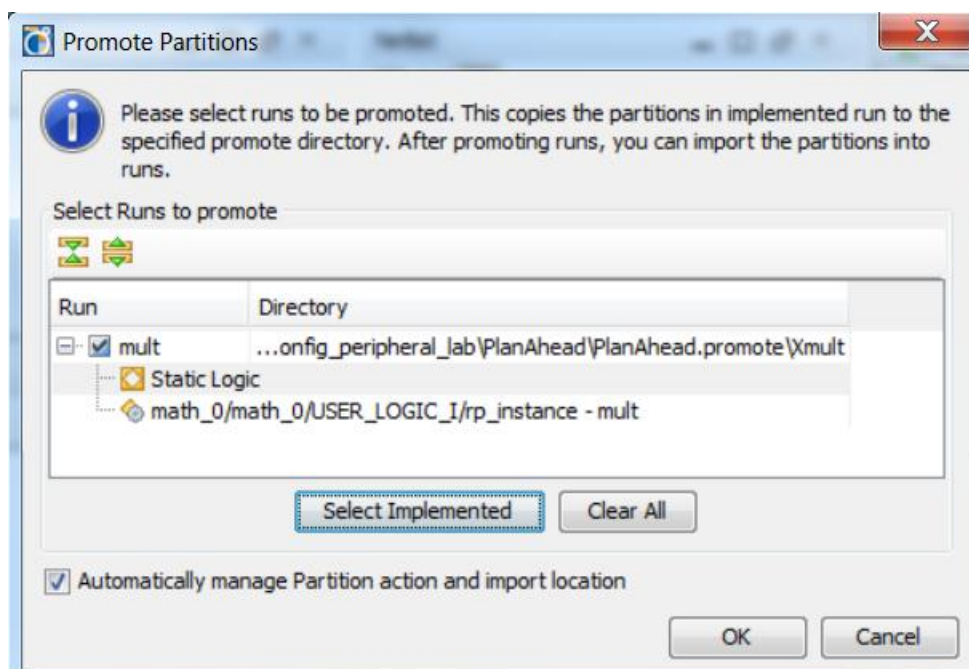 Promote Partitions
Please select runs to be promoted. This copies the partitions in implemented run to the
specified promote directory. After promoting runs, you can import the partitions into
runs.
Select Runs to promote
Run Directory
mult ...onfig_peripheral_lab\PlanAhead\PlanAhead.promote\Xmult
Static Logic
math_0/math_0/USER_LOGIC_I/rp_instance - mult
Select Implemented Clear All
Automatically manage Partition action and import location
OK Cancel